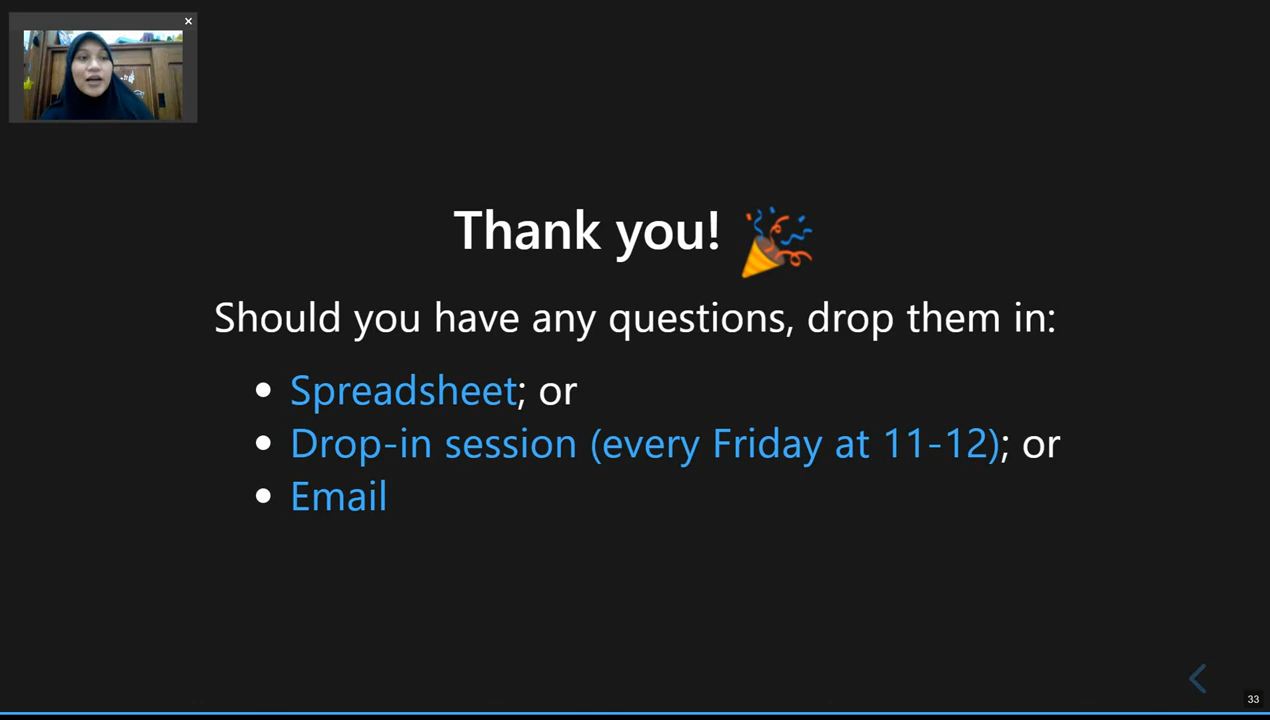 Thank you!
Should you have any questions, drop them in:
Spreadsheet; or
Drop-in session (every Friday at 11-12); or
Email
33